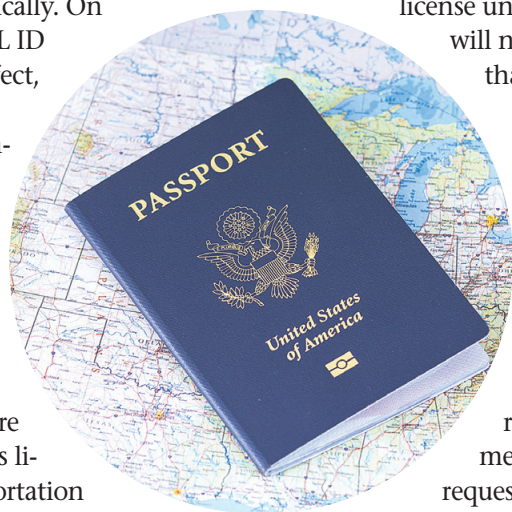 cally. On
L ID
fect,
re
s li-
ortation
PASSPORT
United States
of America
license un
will n
tha
r
me
reques